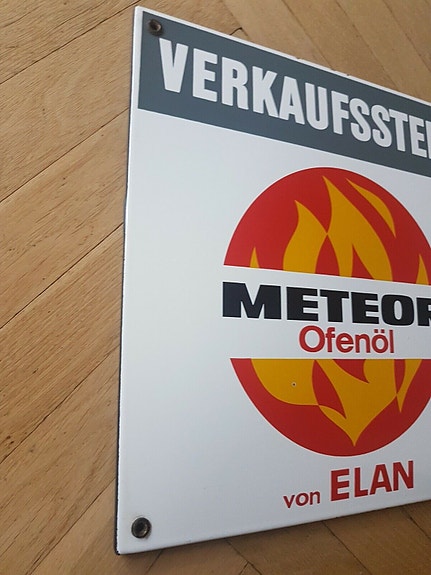 VERKAUFSSTE
METEOR
Ofenöl
von ELAN